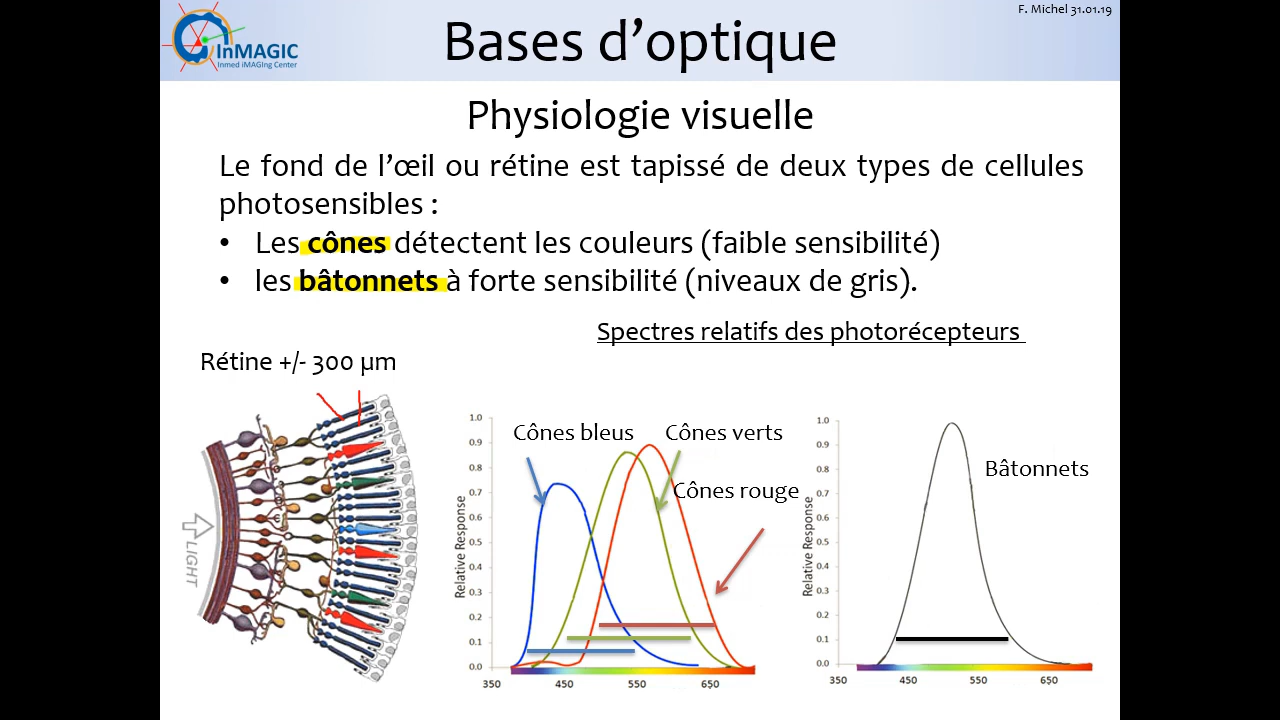 F. Michel 31.01.19
InMAGIC
Inmed iMAGIng Center
Bases d’optique
Physiologie visuelle
Le fond de l’œil ou rétine est tapissé de deux types de cellules
photosensibles :
• Les cônes détectent les couleurs (faible sensibilité)
• les bâtonnets à forte sensibilité (niveaux de gris).
Spectres relatifs des photorécepteurs
Rétine +/- 300 µm
LIGHT
Cônes bleus
Cônes verts
Cônes rouge
Relative Response
1.0
0.9
0.8
0.7
0.6
0.5
0.4
0.3
0.2
0.1
0.0
350 450 550 650
Bâtonnets
Relative Response
1.0
0.9
0.8
0.7
0.6
0.5
0.4
0.3
0.2
0.1
0.0
350 450 550 650